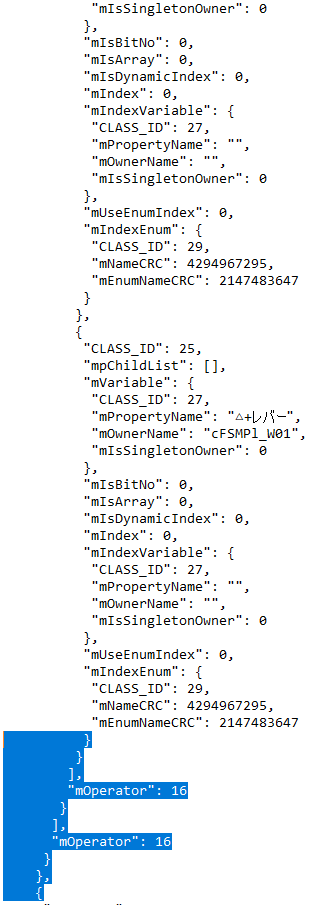 "mIsSingletonOwner": 0
},
"mIsBitNo": 0,
"mIsArray": 0,
"mIsDynamicIndex": 0,
"mIndex": 0,
"mIndexVariable": {
"CLASS_ID": 27,
"mPropertyName": "",
"mOwnerName": "",
"mIsSingletonOwner": 0
},
"mUseEnumIndex": 0,
"mIndexEnum": {
"CLASS_ID": 29,
"mNameCRC": 4294967295,
"mEnumNameCRC": 2147483647
}
},
{
"CLASS_ID": 25,
"mpChildList": [],
"mVariable": {
"CLASS_ID": 27,
"mPropertyName": "△+レバー",
"mOwnerName": "cFSMPl_W01",
"mIsSingletonOwner": 0
},
"mIsBitNo": 0,
"mIsArray": 0,
"mIsDynamicIndex": 0,
"mIndex": 0,
"mIndexVariable": {
"CLASS_ID": 27,
"mPropertyName": "",
"mOwnerName": "",
"mIsSingletonOwner": 0
},
"mUseEnumIndex": 0,
"mIndexEnum": {
"CLASS_ID": 29,
"mNameCRC": 4294967295,
"mEnumNameCRC": 2147483647
}
}
],
"mOperator": 16
}
],
"mOperator": 16
}
},
{